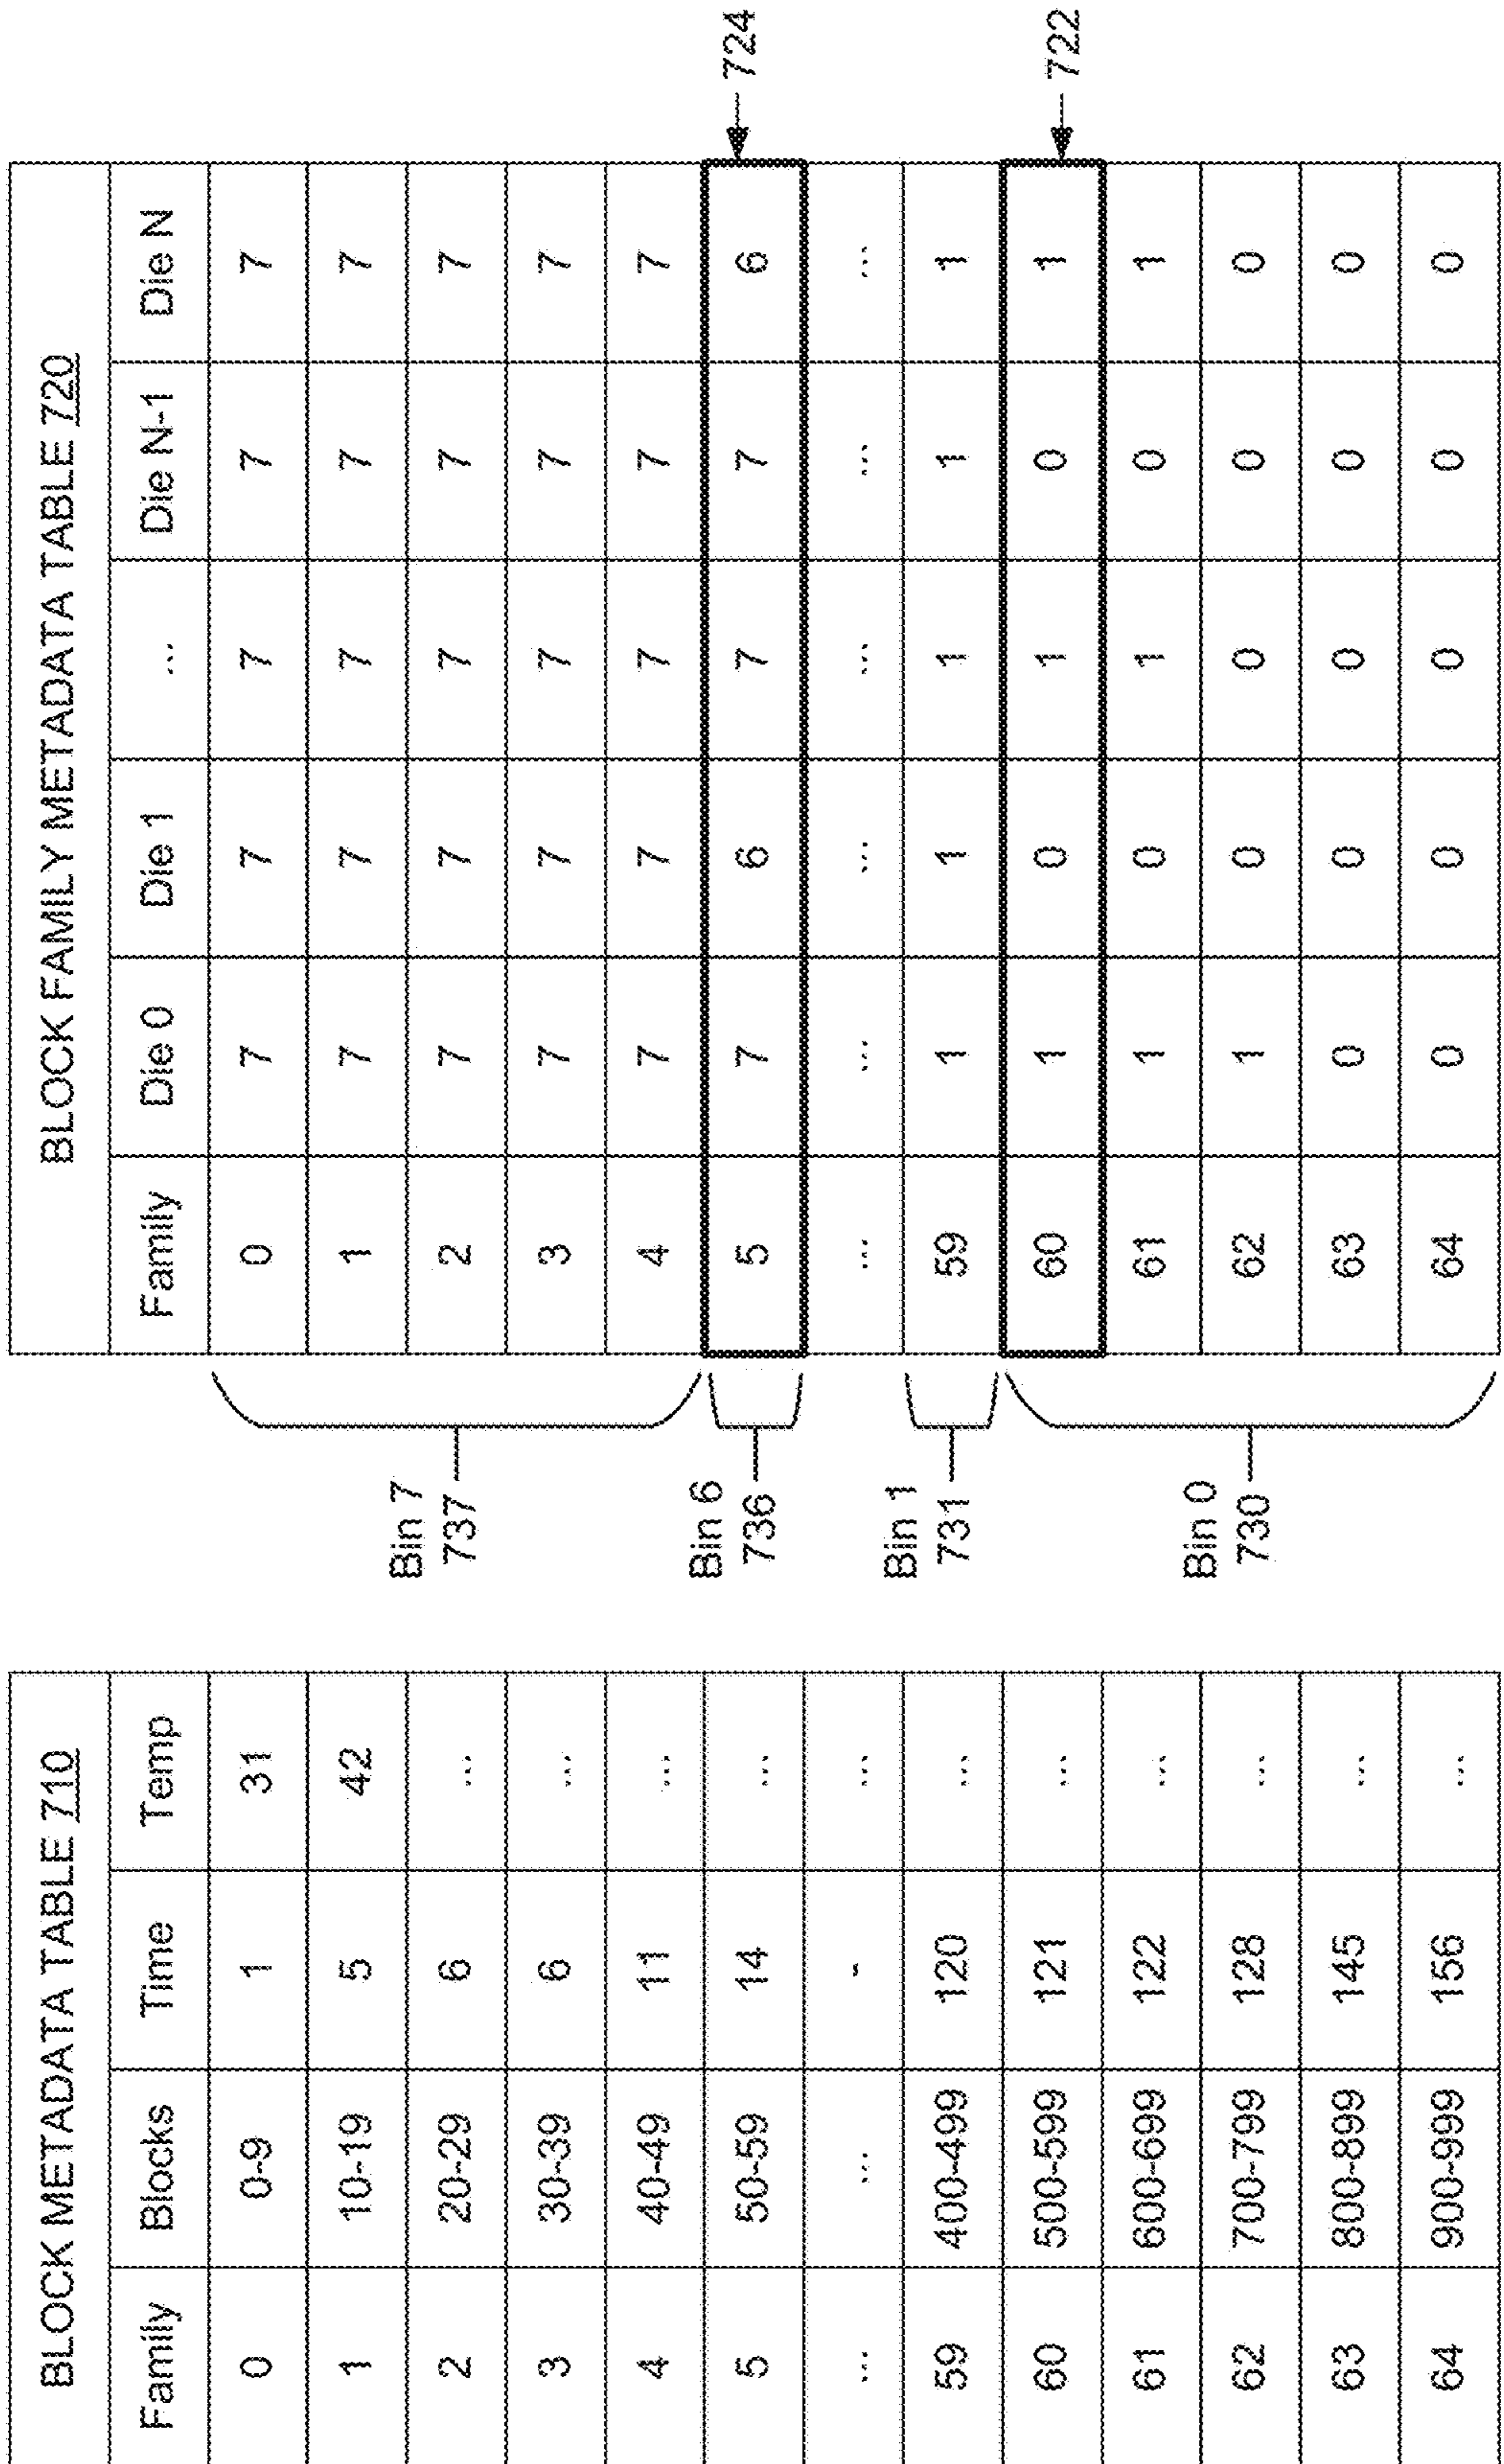 BLOCK METADATA TABLE 710
Family Blocks Time Temp
0 0-9 1 31
1 10-19 5 42
2 20-29 6 ...
3 30-39 6 ...
4 40-49 11 ...
5 50-59 14 ...
... ... - ...
59 400-499 120 ...
60 500-599 121 ...
61 600-699 122 ...
62 700-799 128 ...
63 800-899 145 ...
64 900-999 156 ...
Bin 7
737
Bin 6
736
Bin 1
731
Bin 0
730
BLOCK FAMILY METADATA TABLE 720
Family Die 0 Die 1 ... Die N-1 Die N
0 7 7 7 7 7
1 7 7 7 7 7
2 7 7 7 7 7
3 7 7 7 7 7
4 7 7 7 7 7
5 7 6 7 7 6
... ... ... ... ... ...
59 1 1 1 1 1
60 1 0 1 0 1
61 1 0 1 0 1
62 1 0 0 0 0
63 0 0 0 0 0
64 0 0 0 0 0
724
722